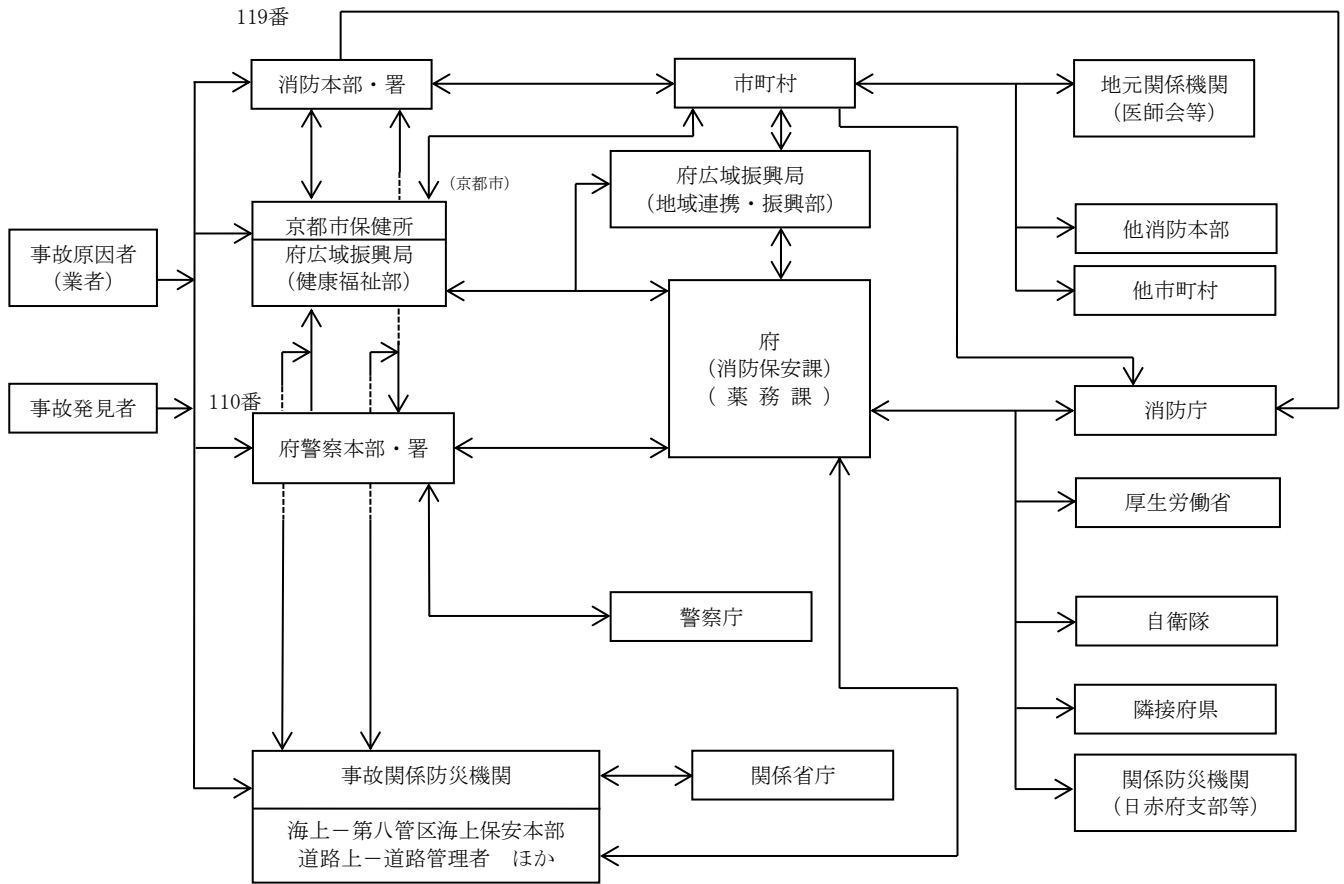 119番
消防本部・署
市町村
地元関係機関
（医師会等）
（京都市）
府広域振興局
（地域連携・振興部）
京都市保健所
府広域振興局
（健康福祉部）
他消防本部
事故原因者
（業者）
他市町村
府
（消防保安課）
（ 薬 務 課 ）
事故発見者
110番
消防庁
府警察本部・署
厚生労働省
警察庁
自衛隊
隣接府県
事故関係防災機関
関係省庁
関係防災機関
（日赤府支部等）
海上－第八管区海上保安本部
道路上－道路管理者　ほか